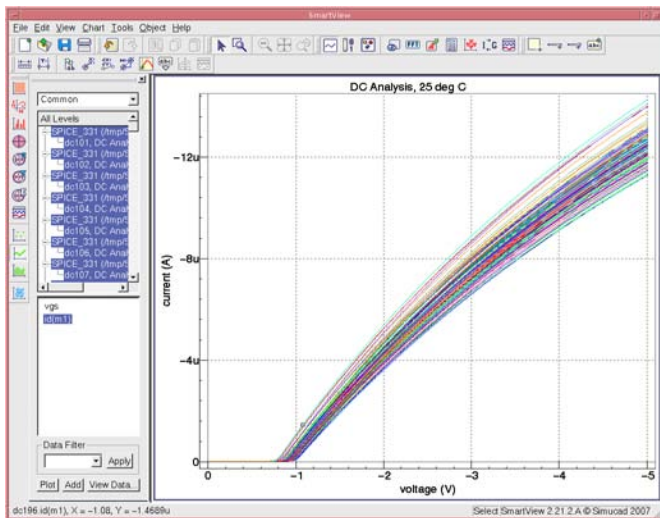 SmartView
File Edit View Chart Tools Object Help
Common
All Levels
SPICE_331 (/tmp/S
dc101, DC Anal
SPICE_331 (/tmp/S
dc102, DC Anal
SPICE_331 (/tmp/S
dc103, DC Anal
SPICE_331 (/tmp/S
dc104, DC Anal
SPICE_331 (/tmp/S
dc105, DC Anal
SPICE_331 (/tmp/S
dc106, DC Anal
SPICE_331 (/tmp/S
dc107, DC Anal
vgs
id(m1)
Data Filter
Apply
Plot Add View Data...
DC Analysis, 25 deg C
current (A)
-12u
-8u
-4u
0
0 -1 -2 -3 -4 -5
voltage (V)
dc196.id(m1), X = -1.08, Y = -1.4689u
Select SmartView 2.21.2.A © Simucad 2007